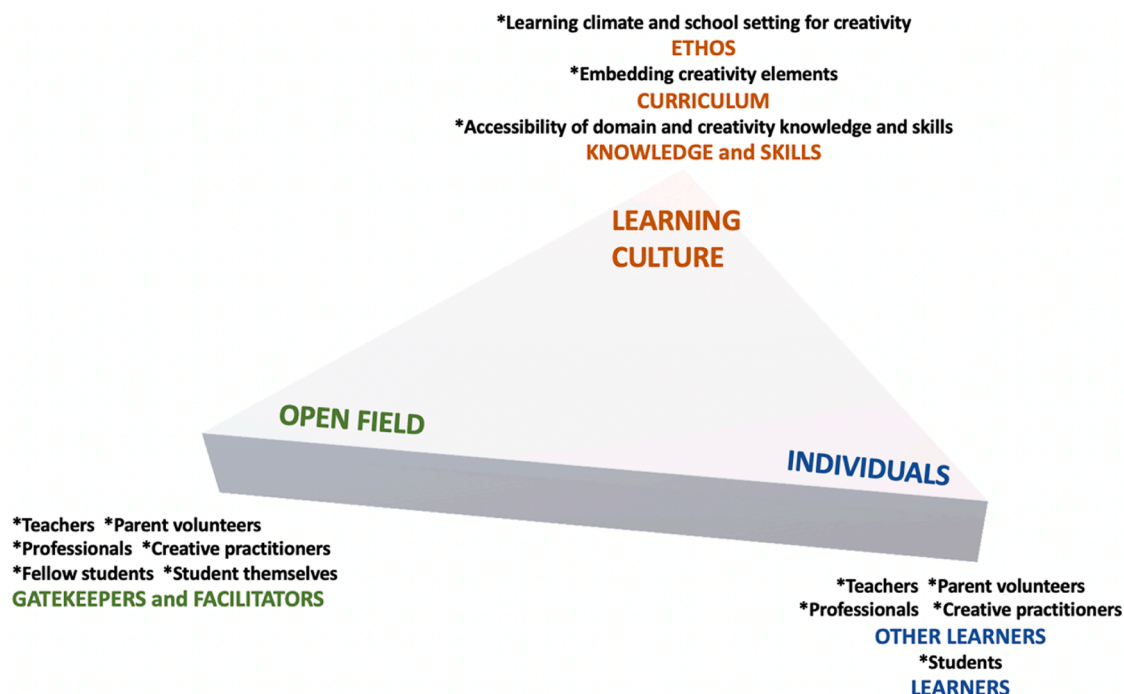 *Learning climate and school setting for creativity
ETHOS
*Embedding creativity elements
CURRICULUM
*Accessibility of domain and creativity knowledge and skills
KNOWLEDGE and SKILLS
LEARNING
CULTURE
OPEN FIELD
INDIVIDUALS
*Teachers *Parent volunteers
*Professionals *Creative practitioners
*Fellow students *Student themselves
GATEKEEPERS and FACILITATORS
*Teachers *Parent volunteers
*Professionals *Creative practitioners
OTHER LEARNERS
*Students
LEARNERS